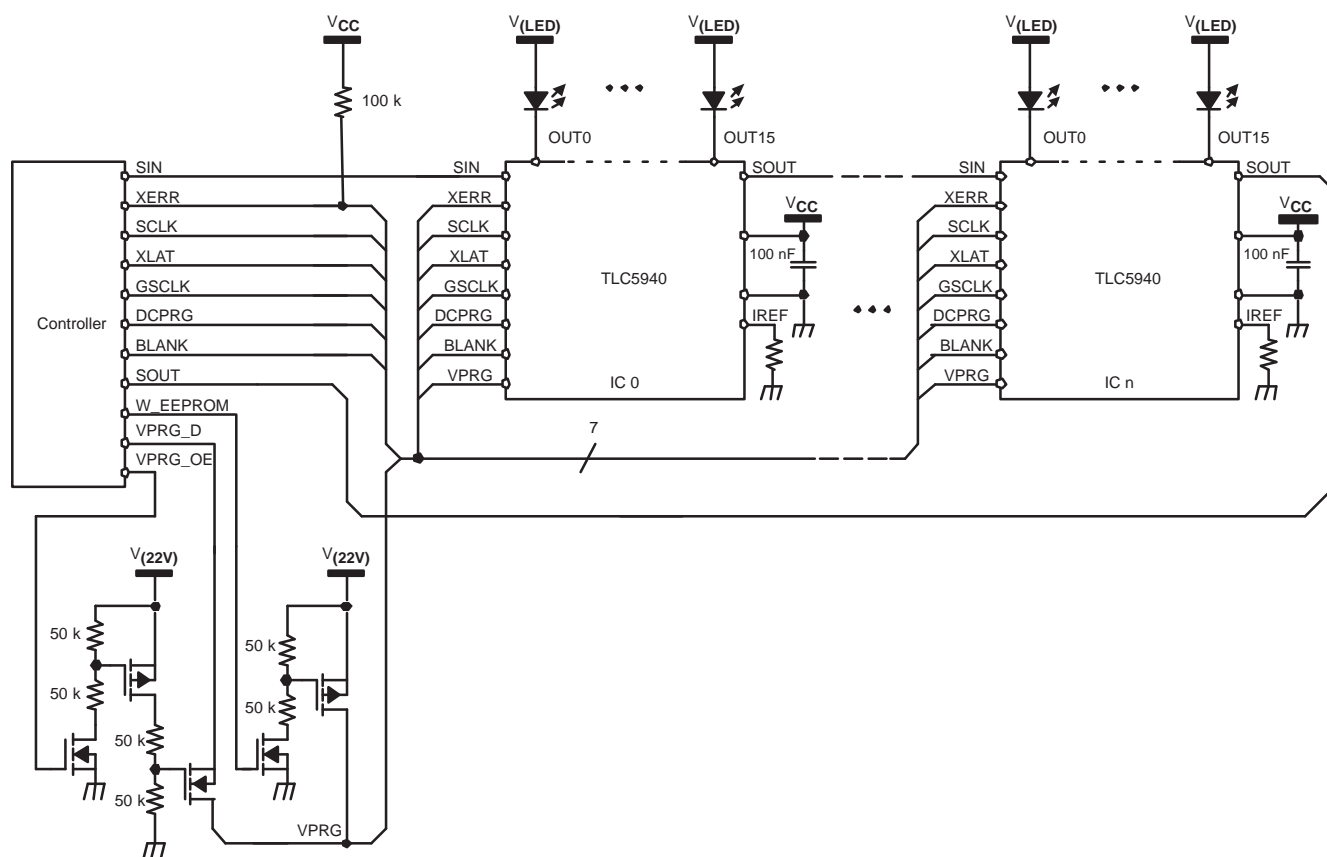 VCC
V(LED)
V(LED)
V(LED)
V(LED)
100 k
OUT0
OUT15
OUT0
OUT15
Controller
SIN
XERR
SCLK
XLAT
GSCLK
DCPRG
BLANK
SOUT
W_EEPROM
VPRG_D
VPRG_OE
SIN
XERR
SCLK
XLAT
GSCLK
DCPRG
BLANK
VPRG
TLC5940
IC 0
SOUT
VCC
100 nF
IREF
SIN
XERR
SCLK
XLAT
GSCLK
DCPRG
BLANK
VPRG
TLC5940
IC n
SOUT
VCC
100 nF
IREF
7
V(22V)
V(22V)
50 k
50 k
50 k
50 k
50 k
50 k
VPRG